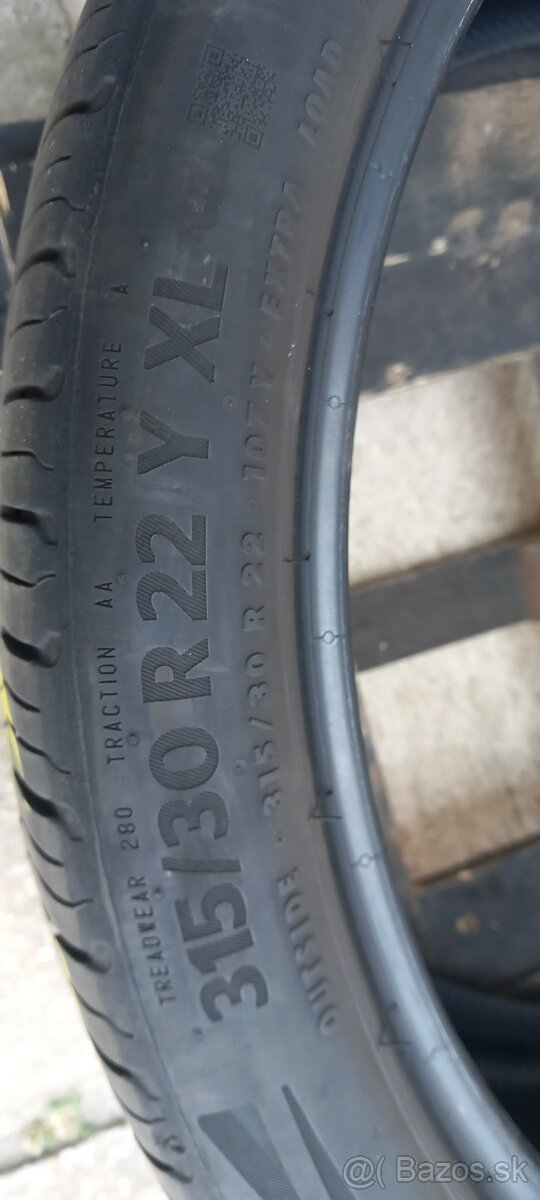 TREADWEAR 280 TRACTION AA TEMPERATURE A
315/30 R 22 Y XL
OUTSIDE · 315/30 R 22 · 107 Y · EXTRA LOAD
@ Bazos.sk